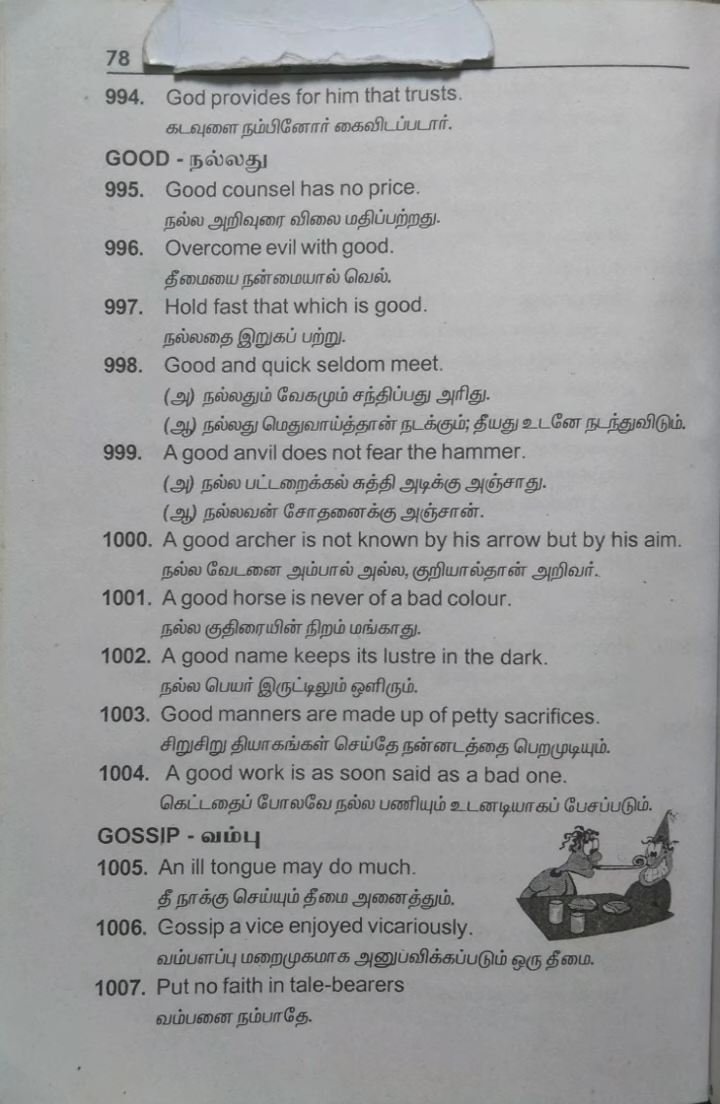 78
994. God provides for him that trusts.
கடவுளை நம்பினோர் கைவிடப்படார்.
GOOD - நல்லது
995. Good counsel has no price.
நல்ல அறிவுரை விலை மதிப்பற்றது.
996. Overcome evil with good.
தீமையை நன்மையால் வெல்.
997. Hold fast that which is good.
நல்லதை இறுகப் பற்று.
998. Good and quick seldom meet.
(அ) நல்லதும் வேகமும் சந்திப்பது அரிது.
(ஆ) நல்லது மெதுவாய்த்தான் நடக்கும்; தீயது உடனே நடந்துவிடும்.
999. A good anvil does not fear the hammer.
(அ) நல்ல பட்டறைக்கல் சுத்தி அடிக்கு அஞ்சாது.
(ஆ) நல்லவன் சோதனைக்கு அஞ்சான்.
1000. A good archer is not known by his arrow but by his aim.
நல்ல வேடனை அம்பால் அல்ல, குறியால்தான் அறிவர்.
1001. A good horse is never of a bad colour.
நல்ல குதிரையின் நிறம் மங்காது.
1002. A good name keeps its lustre in the dark.
நல்ல பெயர் இருட்டிலும் ஒளிரும்.
1003. Good manners are made up of petty sacrifices.
சிறுசிறு தியாகங்கள் செய்தே நன்னடத்தை பெறமுடியும்.
1004. A good work is as soon said as a bad one.
கெட்டதைப் போலவே நல்ல பணியும் உடனடியாகப் பேசப்படும்.
GOSSIP - வம்பு
1005. An ill tongue may do much.
தீ நாக்கு செய்யும் தீமை அனைத்தும்.
1006. Gossip a vice enjoyed vicariously.
வம்பளப்பு மறைமுகமாக அனுபவிக்கப்படும் ஒரு தீமை.
1007. Put no faith in tale-bearers
வம்பனை நம்பாதே.